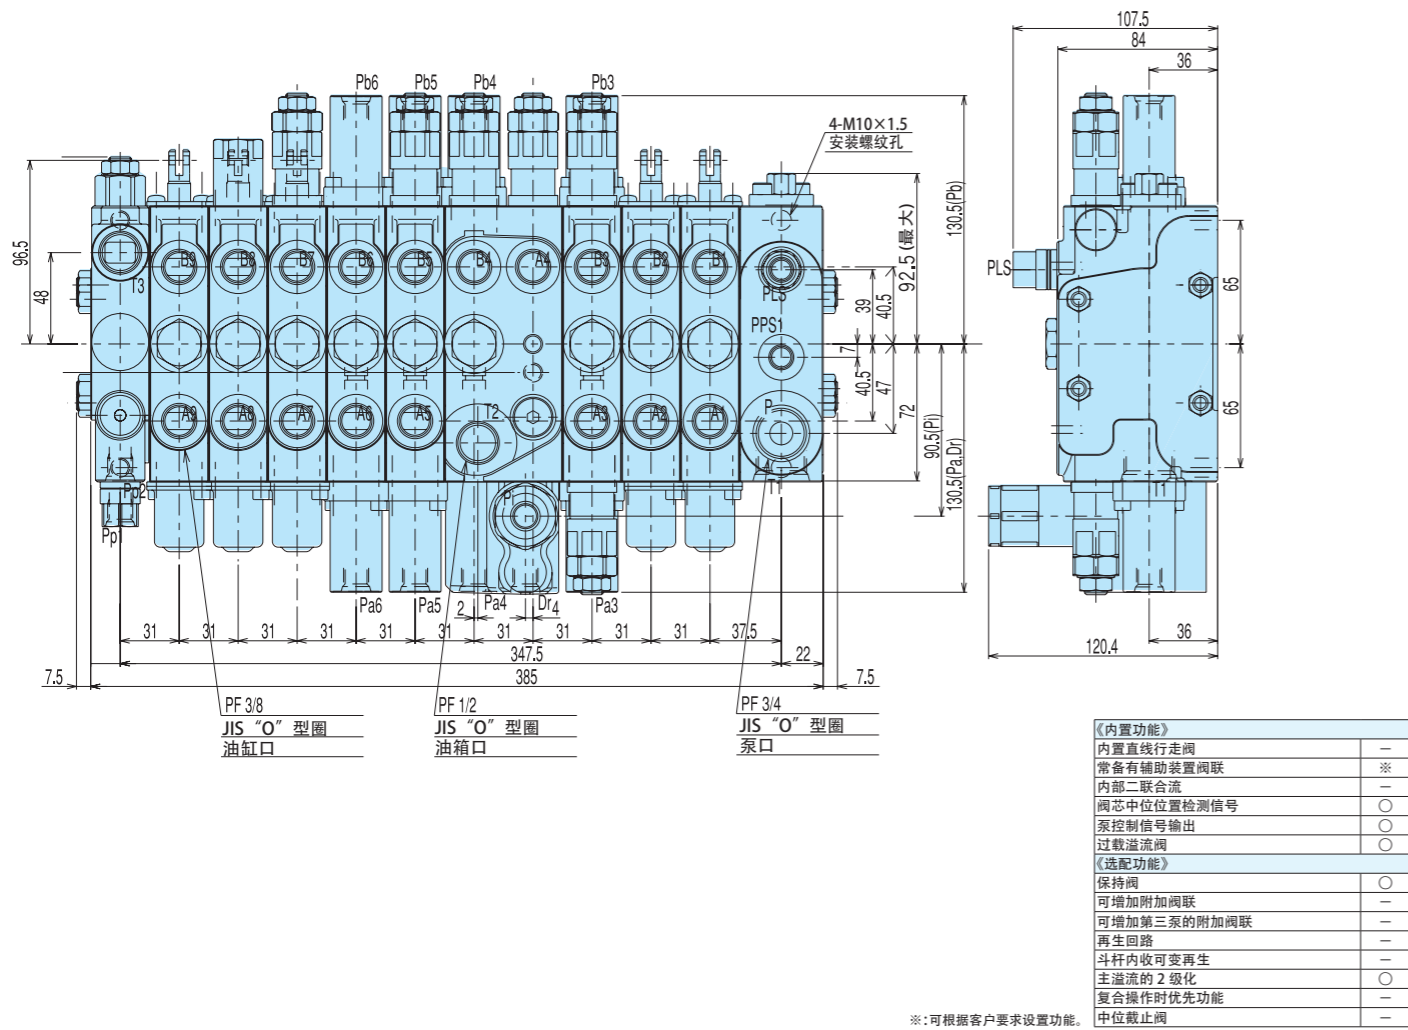 107.5
84
36
Pb6
Pb5
Pb4
Pb3
4-M10×1.5
安装螺纹孔
96.5
48
T3
B9
B8
B7
B6
B5
B4
A4
B3
B2
B1
PLS
PPS1
92.5 (最大)
130.5(Pb)
39
40.5
7
40.5
47
72
90.5(Pi)
130.5(Pa,Dr)
PLS
65
65
A9
A8
A7
A6
A5
T2
A3
A2
A1
P
T1
Pp2
Pp1
Pi
Pa6
Pa5
2
Pa4
Dr
4
Pa3
31
31
31
31
31
31
31
31
31
31
37.5
347.5
22
7.5
385
7.5
36
120.4
PF 3/8
JIS “O” 型圈
油缸口
PF 1/2
JIS “O” 型圈
油箱口
PF 3/4
JIS “O” 型圈
泵口
《内置功能》
内置直线行走阀 －
常备有辅助装置阀联 ※
内部二联合流 －
阀芯中位位置检测信号 ○
泵控制信号输出 ○
过载溢流阀 ○
《选配功能》
保持阀 ○
可增加附加阀联 －
可增加第三泵的附加阀联 －
再生回路 －
斗杆内收可变再生 －
主溢流的 2 级化 ○
复合操作时优先功能 －
中位截止阀 －
※:可根据客户要求设置功能。